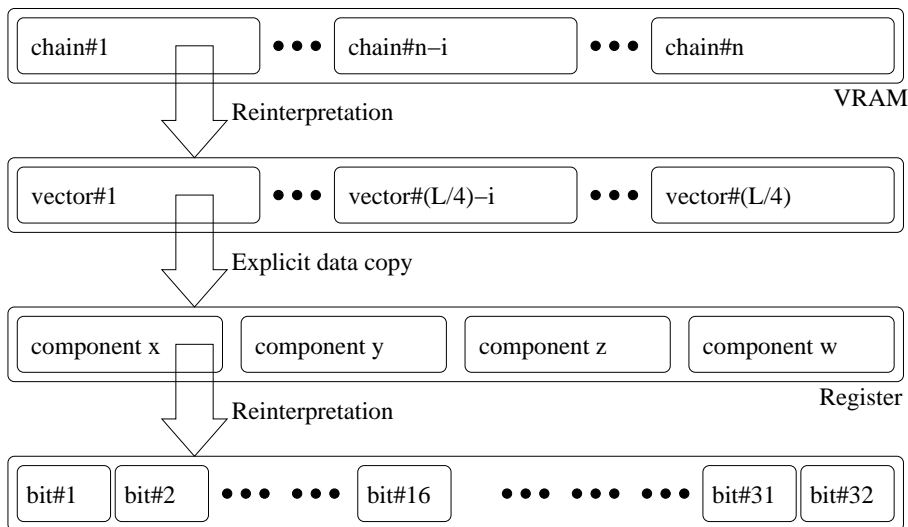 chain#1 ••• chain#n−i ••• chain#n
VRAM
Reinterpretation
vector#1 ••• vector#(L/4)−i ••• vector#(L/4)
Explicit data copy
component x component y component z component w
Register
Reinterpretation
bit#1 bit#2 ••• ••• bit#16 ••• ••• ••• bit#31 bit#32